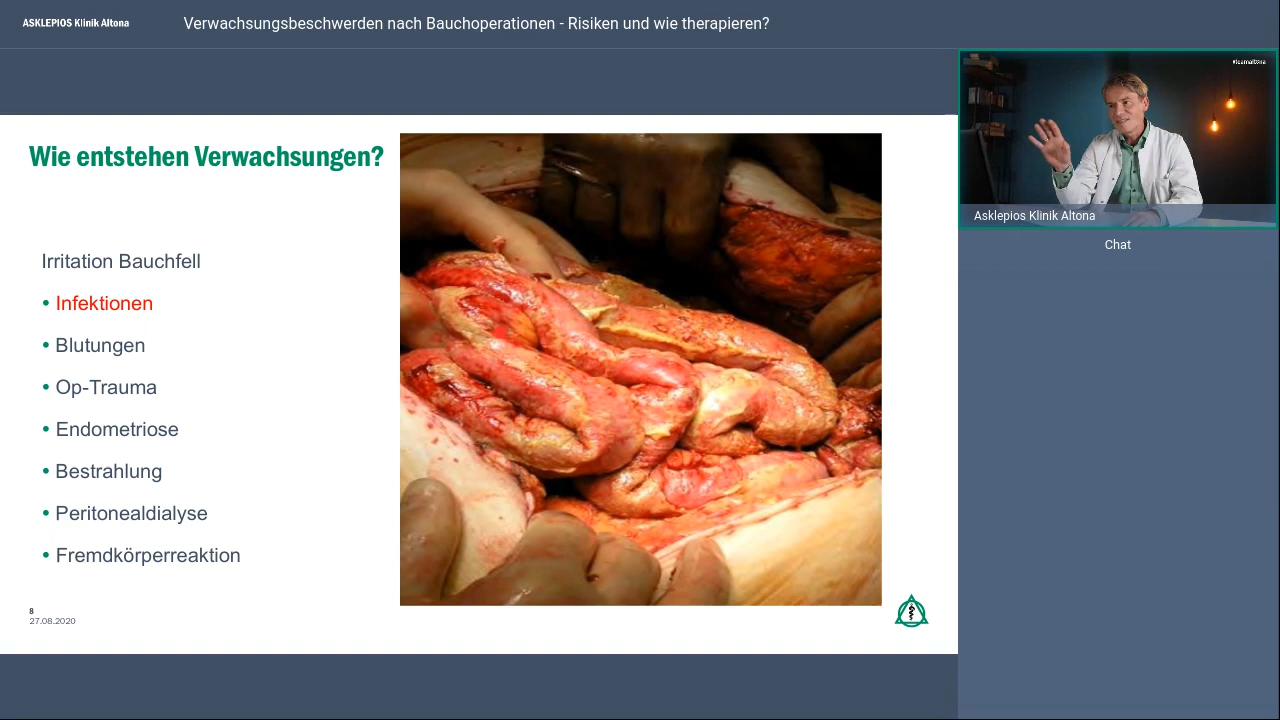 ASKLEPIOS Klinik Altona
Verwachsungsbeschwerden nach Bauchoperationen - Risiken und wie therapieren?
#teamaltona
Wie entstehen Verwachsungen?
Irritation Bauchfell
• Infektionen
• Blutungen
• Op-Trauma
• Endometriose
• Bestrahlung
• Peritonealdialyse
• Fremdkörperreaktion
8
27.08.2020
Asklepios Klinik Altona
Chat